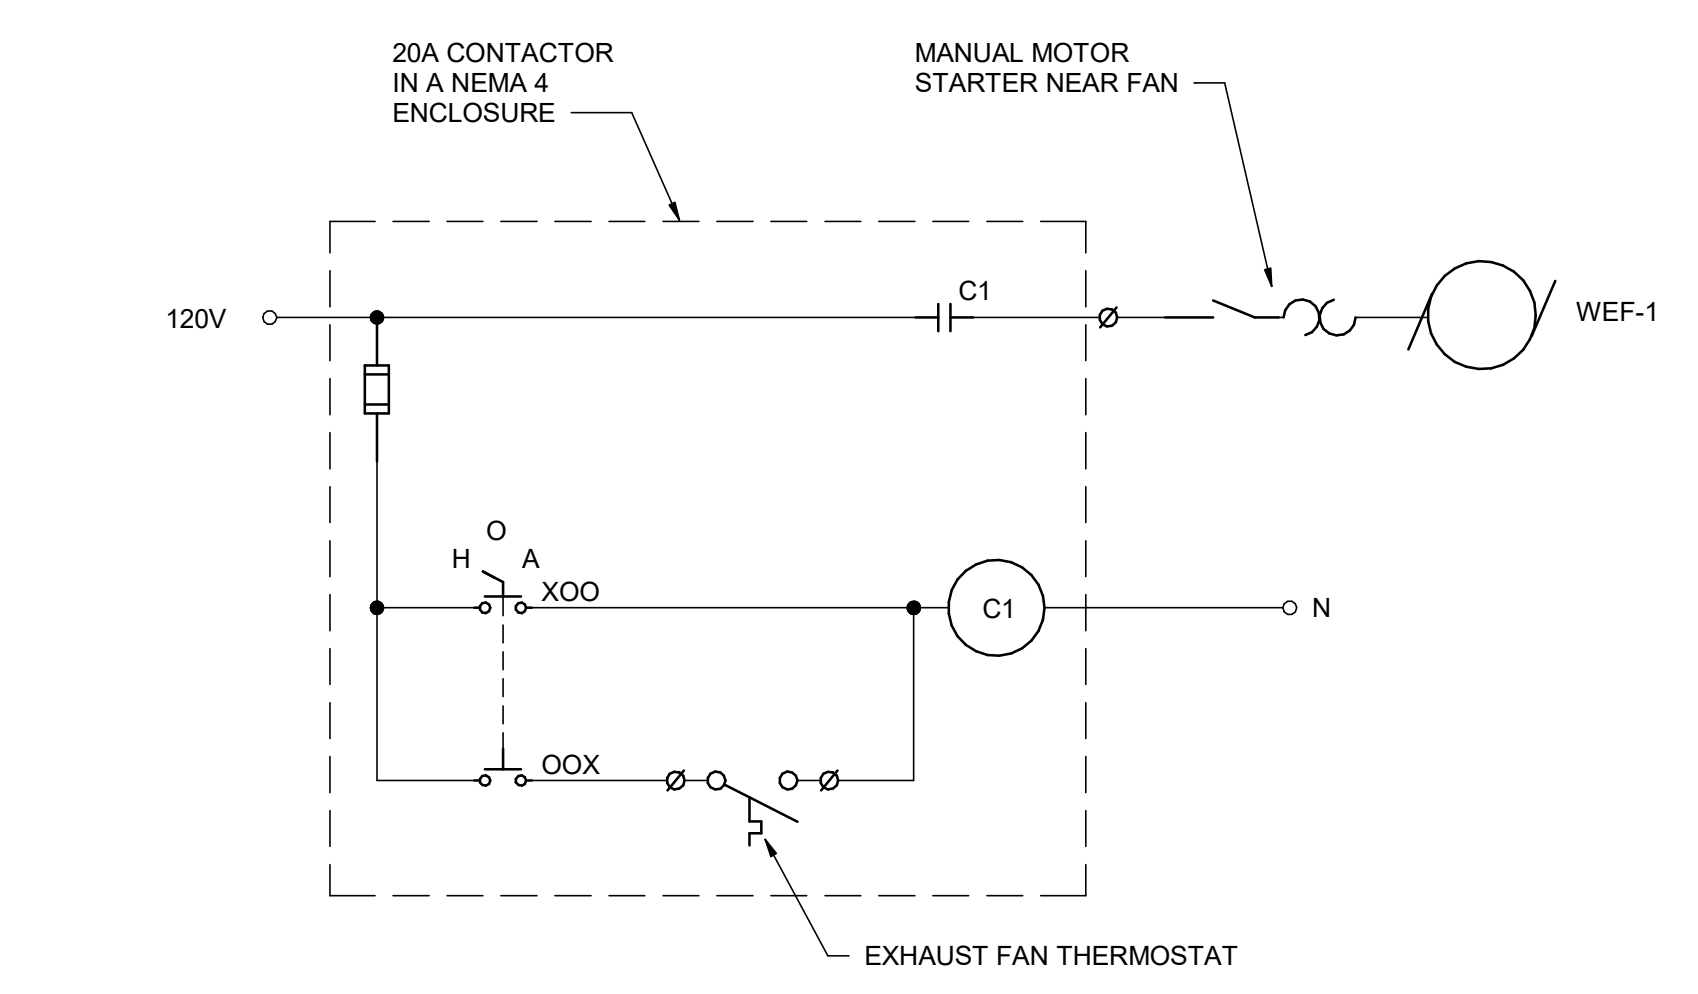 20A CONTACTOR
IN A NEMA 4
ENCLOSURE
MANUAL MOTOR
STARTER NEAR FAN
C1
120V
WEF-1
O
H
A
XOO
C1
N
OOX
EXHAUST FAN THERMOSTAT